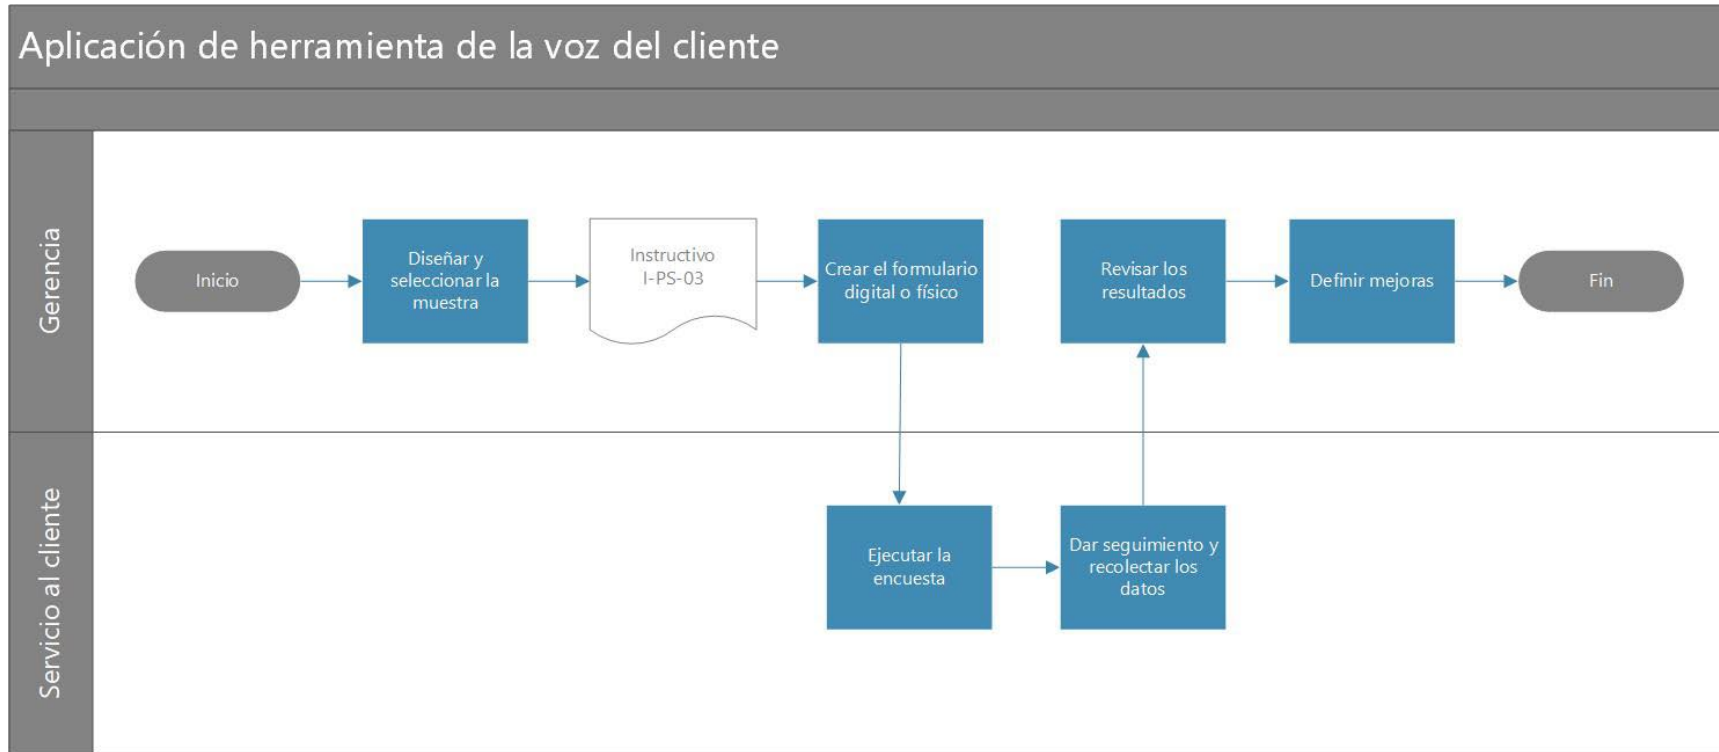 Aplicación de herramienta de la voz del cliente
Gerencia
Inicio
Diseñar y
seleccionar la
muestra
Instructivo
I-PS-03
Crear el formulario
digital o físico
Revisar los
resultados
Definir mejoras
Fin
Servicio al cliente
Ejecutar la
encuesta
Dar seguimiento y
recolectar los
datos